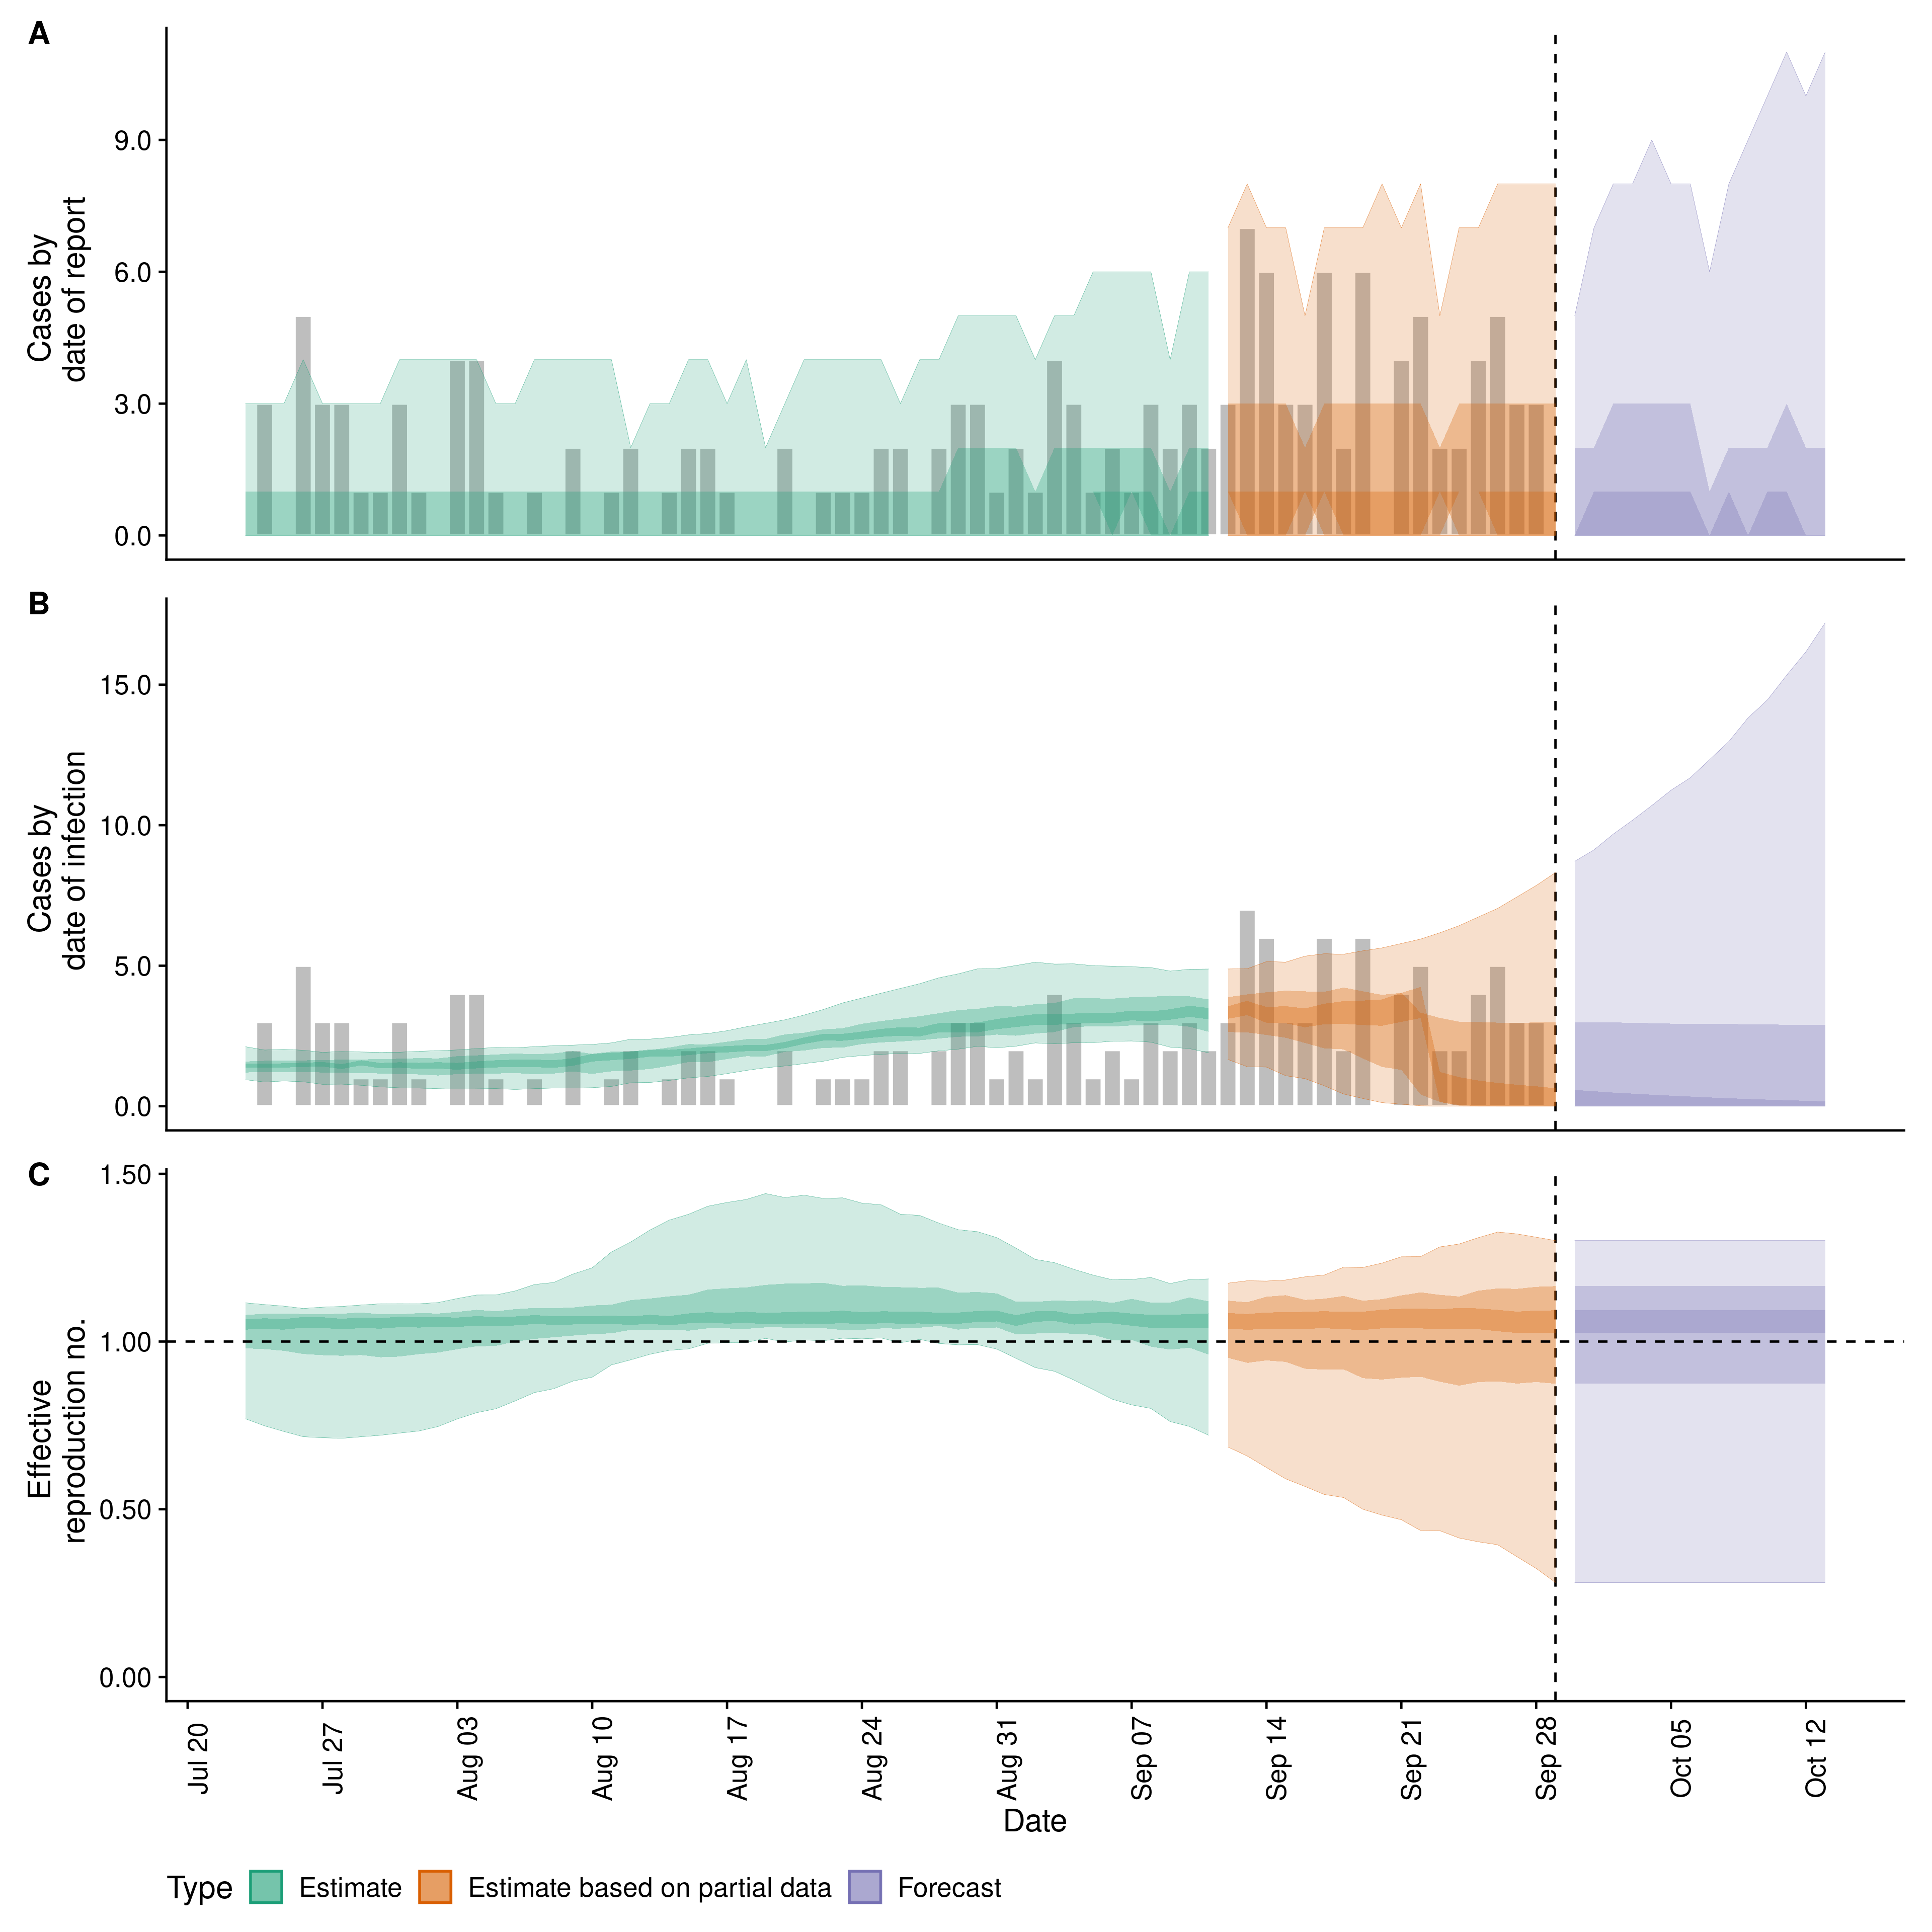 A
Cases by
date of report
9.0
6.0
3.0
0.0
B
Cases by
date of infection
15.0
10.0
5.0
0.0
C
Effective
reproduction no.
1.50
1.00
0.50
0.00
Jul 20
Jul 27
Aug 03
Aug 10
Aug 17
Aug 24
Aug 31
Sep 07
Sep 14
Sep 21
Sep 28
Oct 05
Oct 12
Date
Type Estimate Estimate based on partial data Forecast